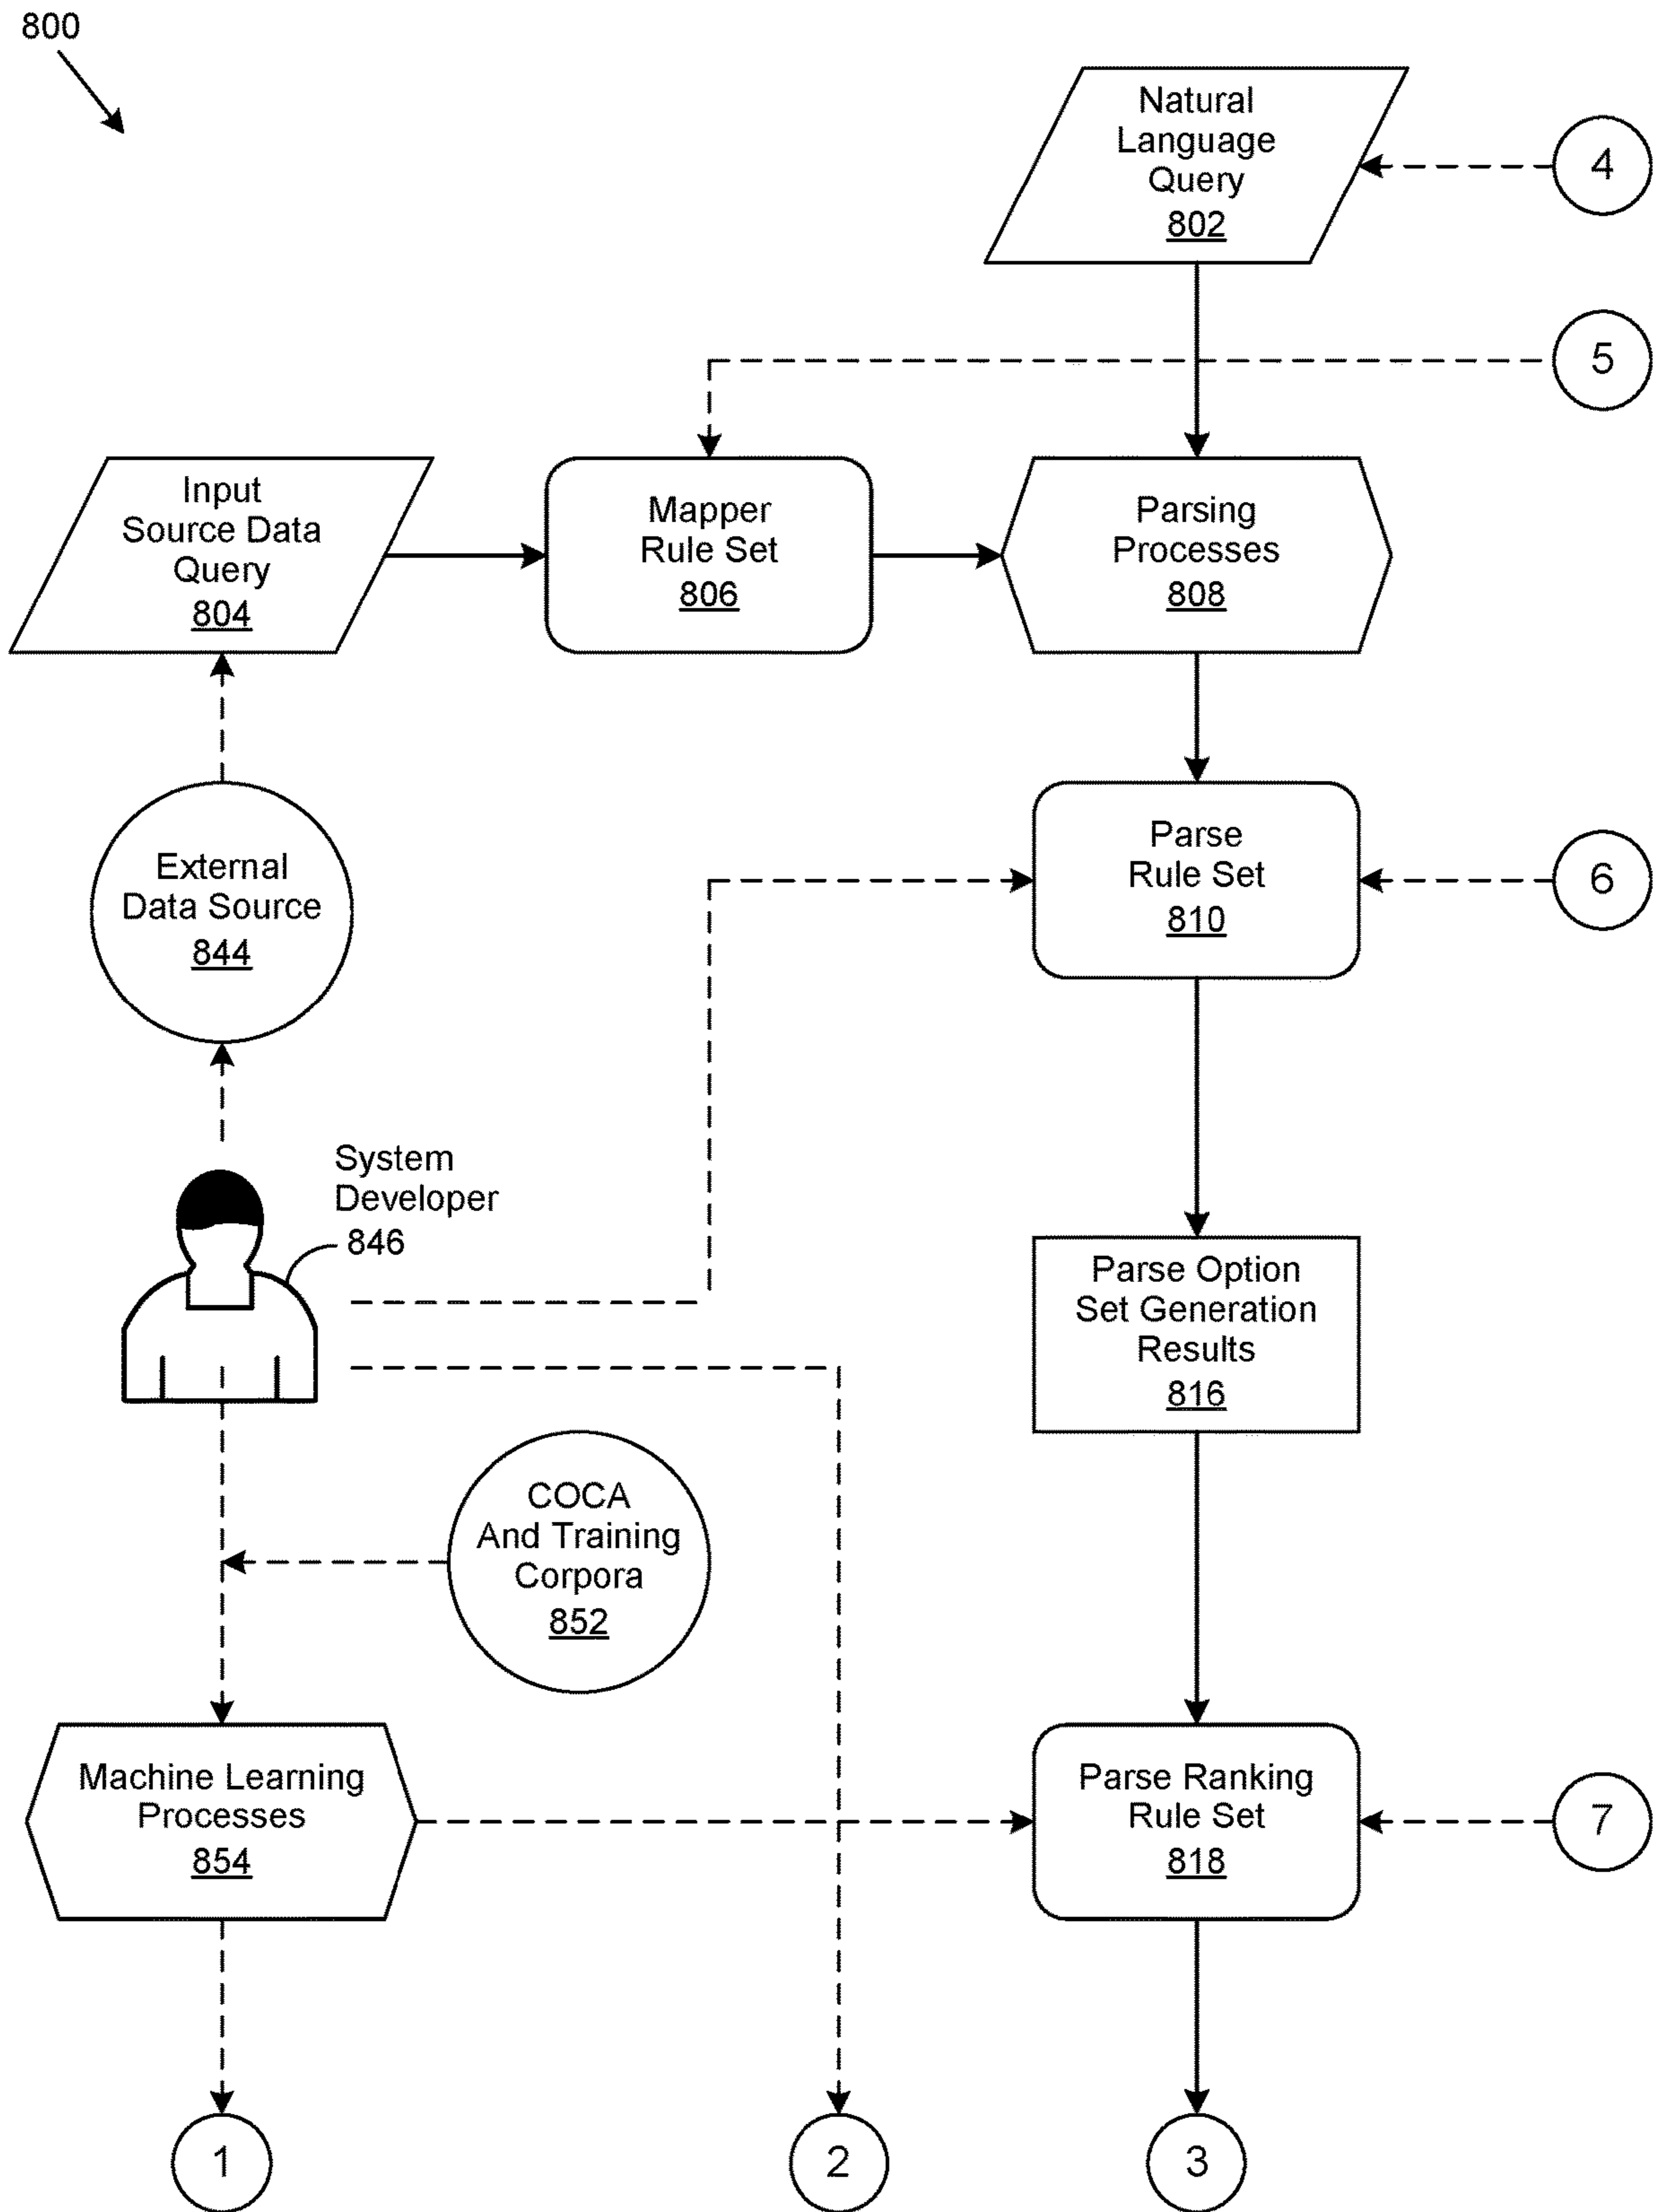 800
Natural
Language
Query
802
4
5
Input
Source Data
Query
804
Mapper
Rule Set
806
Parsing
Processes
808
External
Data Source
844
Parse
Rule Set
810
6
System
Developer
846
Parse Option
Set Generation
Results
816
COCA
And Training
Corpora
852
Machine Learning
Processes
854
Parse Ranking
Rule Set
818
7
1
2
3